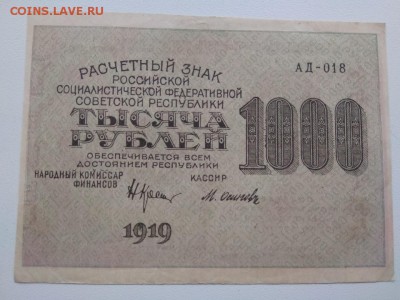 COINS.LAVE.RU
РАСЧЕТНЫЙ ЗНАК
РОССИЙСКОЙ
СОЦИАЛИСТИЧЕСКОЙ ФЕДЕРАТИВНОЙ
СОВЕТСКОЙ РЕСПУБЛИКИ
АД-018
ТЫСЯЧА
РУБЛЕЙ
1000
ОБЕСПЕЧИВАЕТСЯ ВСЕМ
ДОСТОЯНИЕМ РЕСПУБЛИКИ
НАРОДНЫЙ КОМИССАР
ФИНАНСОВ
КАССИР
1919